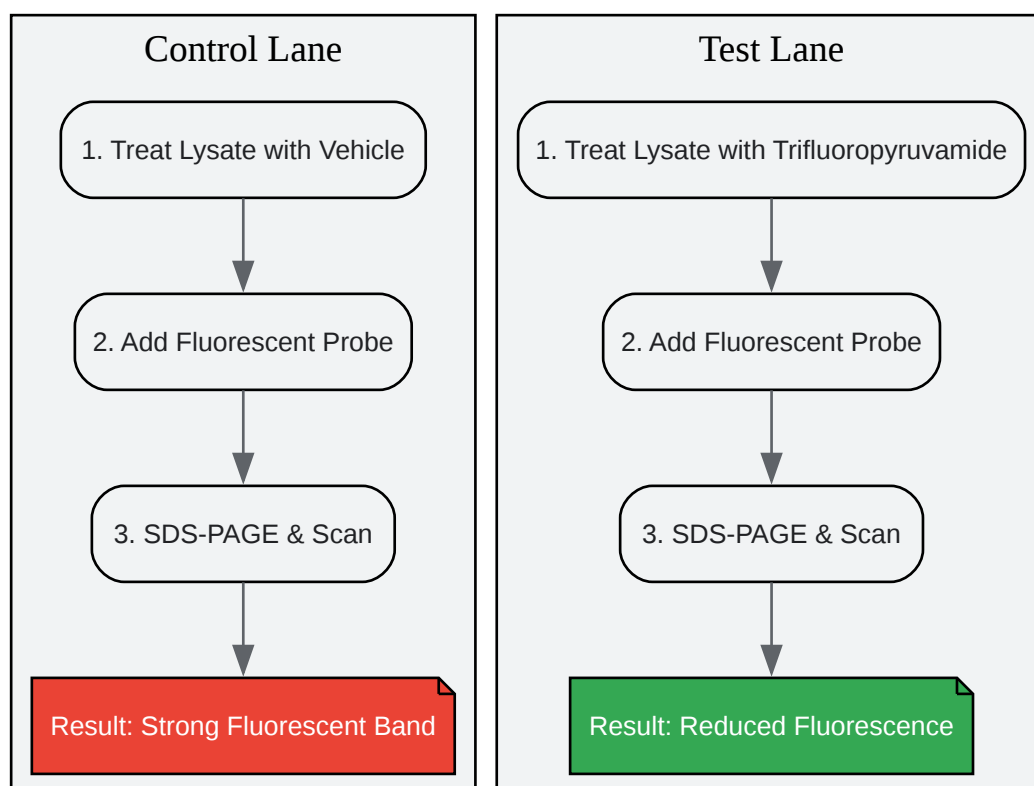 Control Lane
1. Treat Lysate with Vehicle
2. Add Fluorescent Probe
3. SDS-PAGE & Scan
Result: Strong Fluorescent Band
Test Lane
1. Treat Lysate with Trifluoropyruvamide
2. Add Fluorescent Probe
3. SDS-PAGE & Scan
Result: Reduced Fluorescence